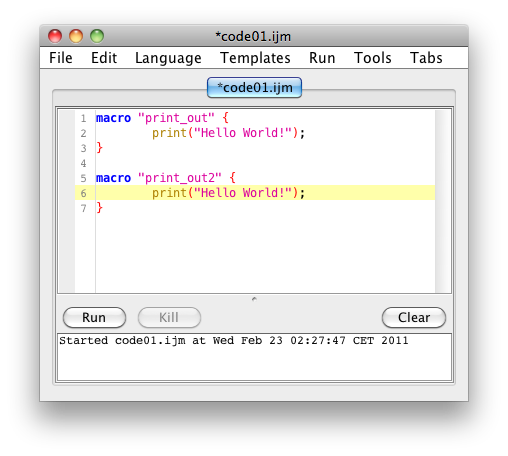 *code01.ijm
File Edit Language Templates Run Tools Tabs
*code01.ijm
1 macro "print_out" {
2 print("Hello World!");
3 }
4
5 macro "print_out2" {
6 print("Hello World!");
7 }
Run Kill Clear
Started code01.ijm at Wed Feb 23 02:27:47 CET 2011